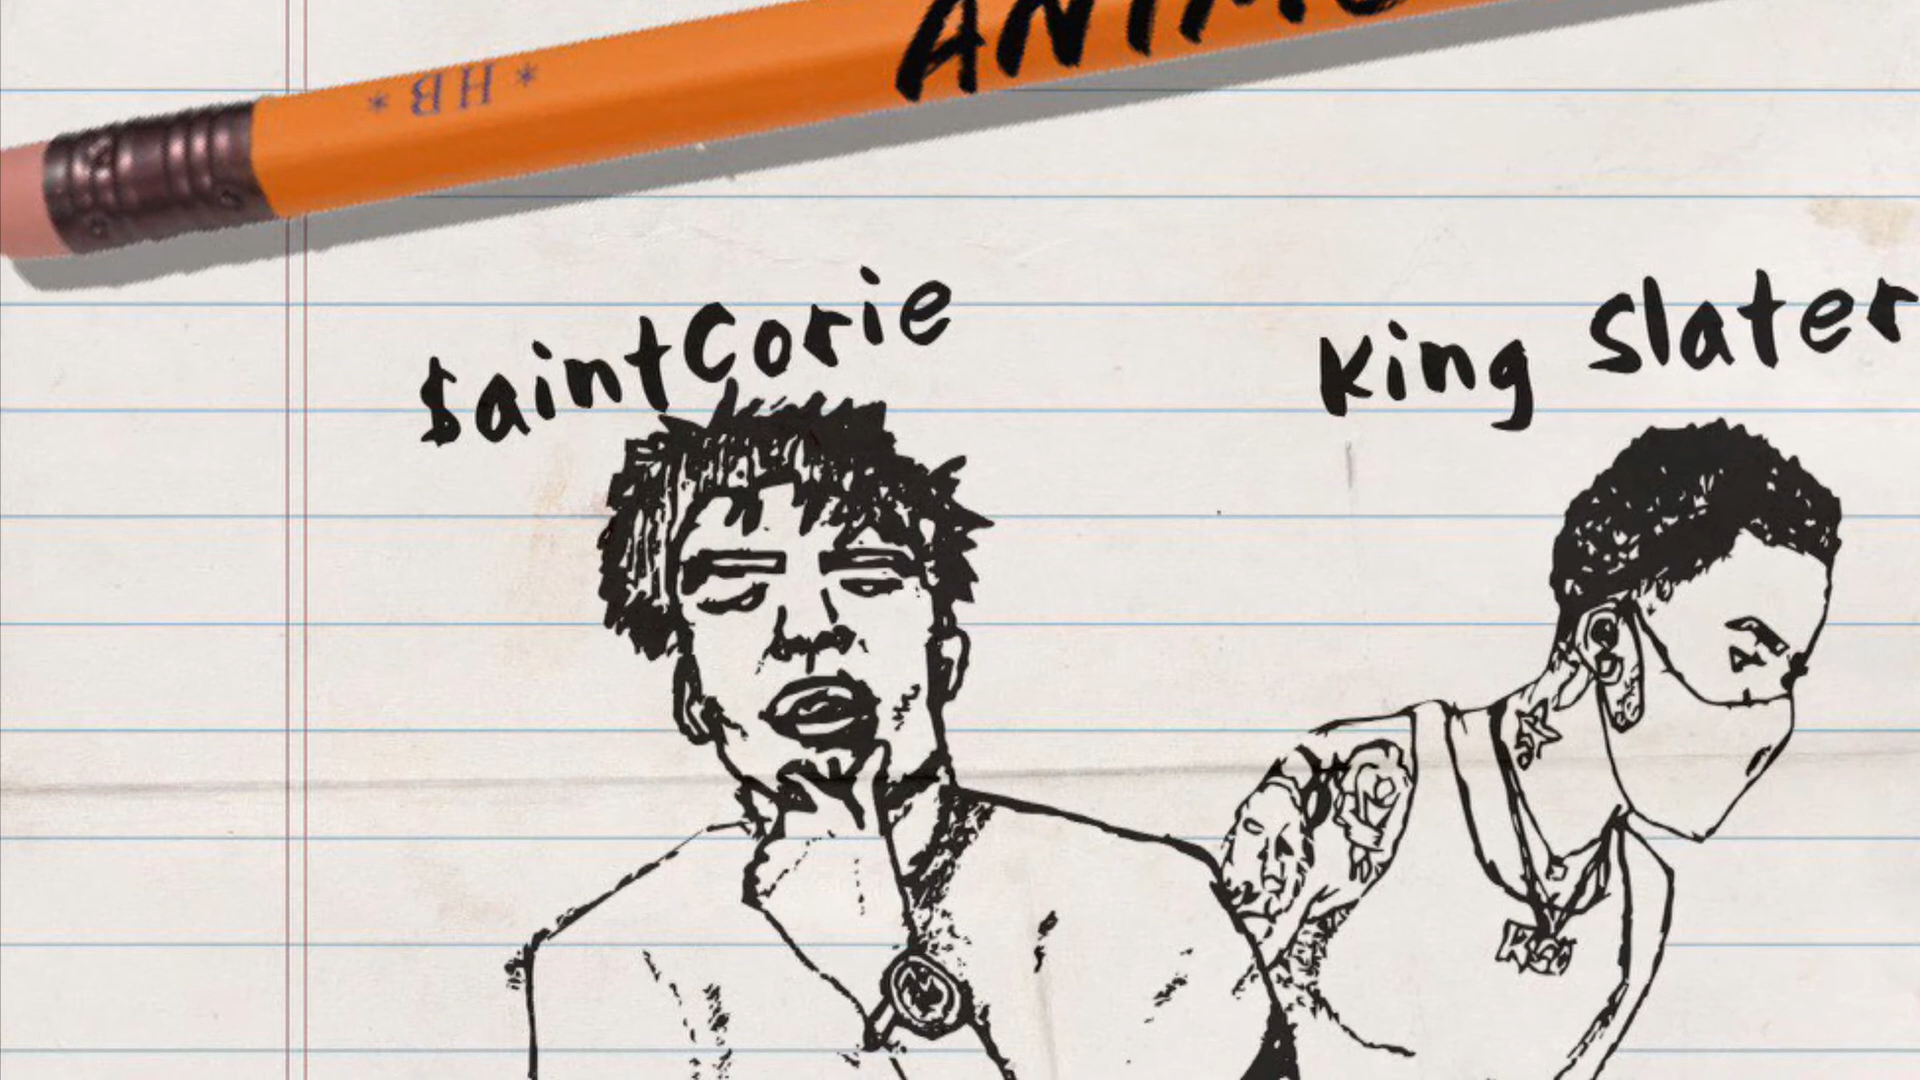 * HB *
$aintCorie
King Slater